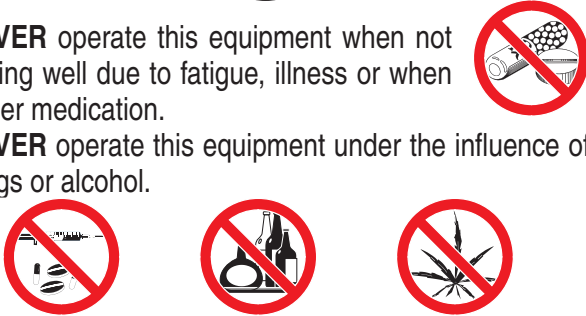 VER operate this equipment when not
ing well due to fatigue, illness or when
er medication.
VER operate this equipment under the influence of
gs or alcohol.